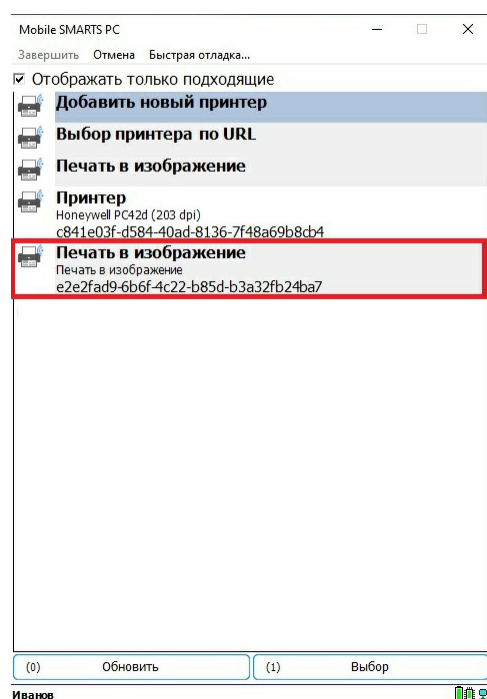 Mobile SMARTS PC
Завершить Отмена Быстрая отладка...
Отображать только подходящие
Добавить новый принтер
Выбор принтера по URL
Печать в изображение
Принтер
Honeywell PC42d (203 dpi)
c841e03f-d584-40ad-8136-7f48a69b8cb4
Печать в изображение
Печать в изображение
e2e2fad9-6b6f-4c22-b85d-b3a32fb24ba7
(0) Обновить (1) Выбор
Иванов